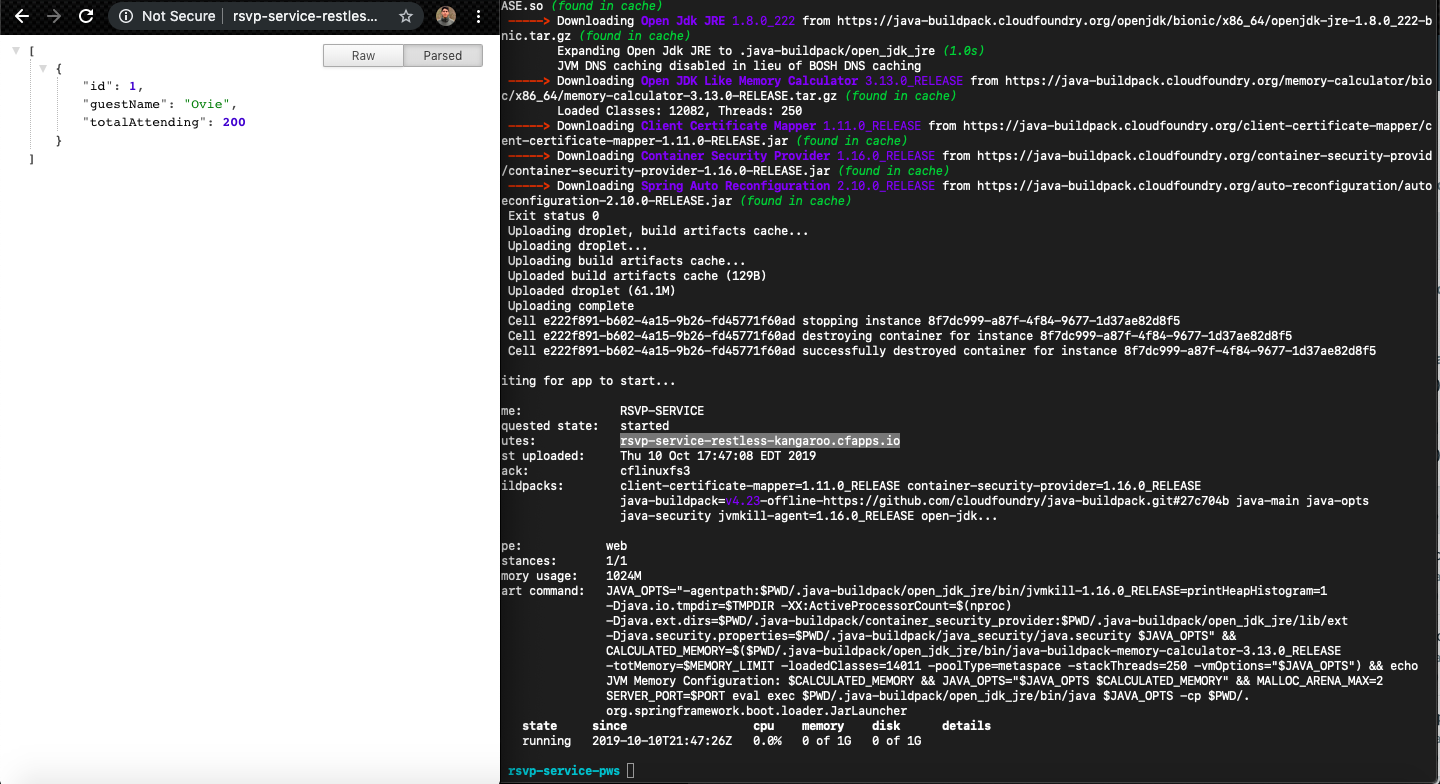 Not Secure | rsvp-service-restles...
Raw Parsed
[
{
"id": 1,
"guestName": "Ovie",
"totalAttending": 200
}
]
ASE.so (found in cache)
-----> Downloading Open Jdk JRE 1.8.0_222 from https://java-buildpack.cloudfoundry.org/openjdk/bionic/x86_64/openjdk-jre-1.8.0_222-b
nic.tar.gz (found in cache)
Expanding Open Jdk JRE to .java-buildpack/open_jdk_jre (1.0s)
JVM DNS caching disabled in lieu of BOSH DNS caching
-----> Downloading Open JDK Like Memory Calculator 3.13.0_RELEASE from https://java-buildpack.cloudfoundry.org/memory-calculator/bio
c/x86_64/memory-calculator-3.13.0-RELEASE.tar.gz (found in cache)
Loaded Classes: 12082, Threads: 250
-----> Downloading Client Certificate Mapper 1.11.0_RELEASE from https://java-buildpack.cloudfoundry.org/client-certificate-mapper/c
ent-certificate-mapper-1.11.0-RELEASE.jar (found in cache)
-----> Downloading Container Security Provider 1.16.0_RELEASE from https://java-buildpack.cloudfoundry.org/container-security-provid
/container-security-provider-1.16.0-RELEASE.jar (found in cache)
-----> Downloading Spring Auto Reconfiguration 2.10.0_RELEASE from https://java-buildpack.cloudfoundry.org/auto-reconfiguration/auto
econfiguration-2.10.0-RELEASE.jar (found in cache)
Exit status 0
Uploading droplet, build artifacts cache...
Uploading droplet...
Uploading build artifacts cache...
Uploaded build artifacts cache (129B)
Uploaded droplet (61.1M)
Uploading complete
Cell e222f891-b602-4a15-9b26-fd45771f60ad stopping instance 8f7dc999-a87f-4f84-9677-1d37ae82d8f5
Cell e222f891-b602-4a15-9b26-fd45771f60ad destroying container for instance 8f7dc999-a87f-4f84-9677-1d37ae82d8f5
Cell e222f891-b602-4a15-9b26-fd45771f60ad successfully destroyed container for instance 8f7dc999-a87f-4f84-9677-1d37ae82d8f5
iting for app to start...
me: RSVP-SERVICE
quested state: started
utes: rsvp-service-restless-kangaroo.cfapps.io
st uploaded: Thu 10 Oct 17:47:08 EDT 2019
ack: cflinuxfs3
ildpacks: client-certificate-mapper=1.11.0_RELEASE container-security-provider=1.16.0_RELEASE
java-buildpack=v4.23-offline-https://github.com/cloudfoundry/java-buildpack.git#27c704b java-main java-opts
java-security jvmkill-agent=1.16.0_RELEASE open-jdk...
pe: web
stances: 1/1
mory usage: 1024M
art command: JAVA_OPTS="-agentpath:$PWD/.java-buildpack/open_jdk_jre/bin/jvmkill-1.16.0_RELEASE=printHeapHistogram=1
-Djava.io.tmpdir=$TMPDIR -XX:ActiveProcessorCount=$(nproc)
-Djava.ext.dirs=$PWD/.java-buildpack/container_security_provider:$PWD/.java-buildpack/open_jdk_jre/lib/ext
-Djava.security.properties=$PWD/.java-buildpack/java_security/java.security $JAVA_OPTS" &&
CALCULATED_MEMORY=$($PWD/.java-buildpack/open_jdk_jre/bin/java-buildpack-memory-calculator-3.13.0_RELEASE
-totMemory=$MEMORY_LIMIT -loadedClasses=14011 -poolType=metaspace -stackThreads=250 -vmOptions="$JAVA_OPTS") && echo
JVM Memory Configuration: $CALCULATED_MEMORY && JAVA_OPTS="$JAVA_OPTS $CALCULATED_MEMORY" && MALLOC_ARENA_MAX=2
SERVER_PORT=$PORT eval exec $PWD/.java-buildpack/open_jdk_jre/bin/java $JAVA_OPTS -cp $PWD/.
org.springframework.boot.loader.JarLauncher
state since cpu memory disk details
running 2019-10-10T21:47:26Z 0.0% 0 of 1G 0 of 1G
rsvp-service-pws